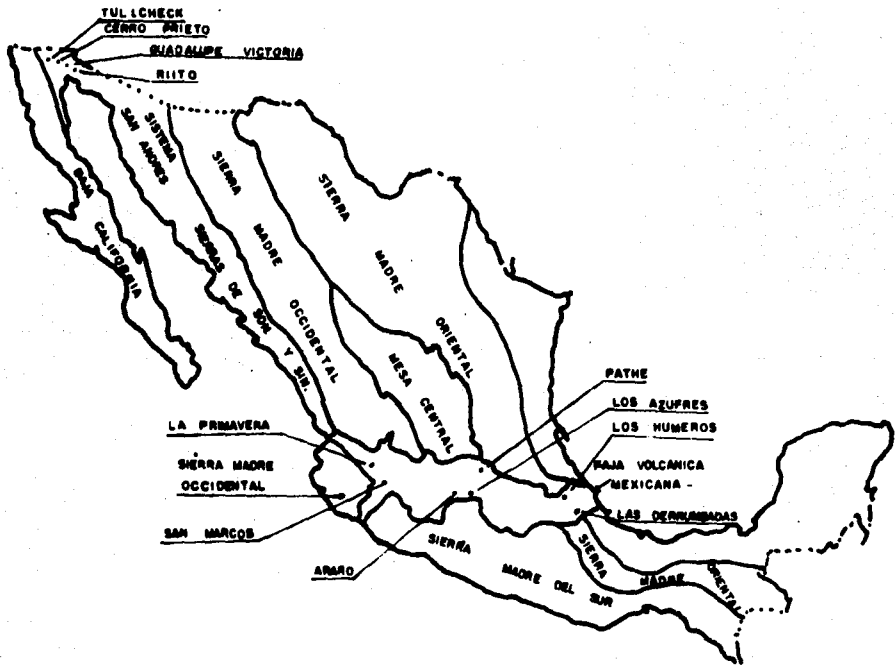 TULLCHECK
CERRO PRIETO
GUADALUPE VICTORIA
RIITO
SISTEMA
SAN ANDRES
SIERRA
MADRE
OCCIDENTAL
SIERRA
MADRE
ORIENTAL
BAJA
CALIFORNIA
SIERRAS DE SON. Y SIN.
MESA
CENTRAL
PATHE
LOS AZUFRES
LOS HUMEROS
FAJA VOLCANICA
MEXICANA -
LAS DERRUMBADAS
LA PRIMAVERA
SIERRA MADRE
OCCIDENTAL
SAN MARCOS
ARARO
SIERRA
MADRE DEL SUR
SIERRA
MADRE
ORIENTAL